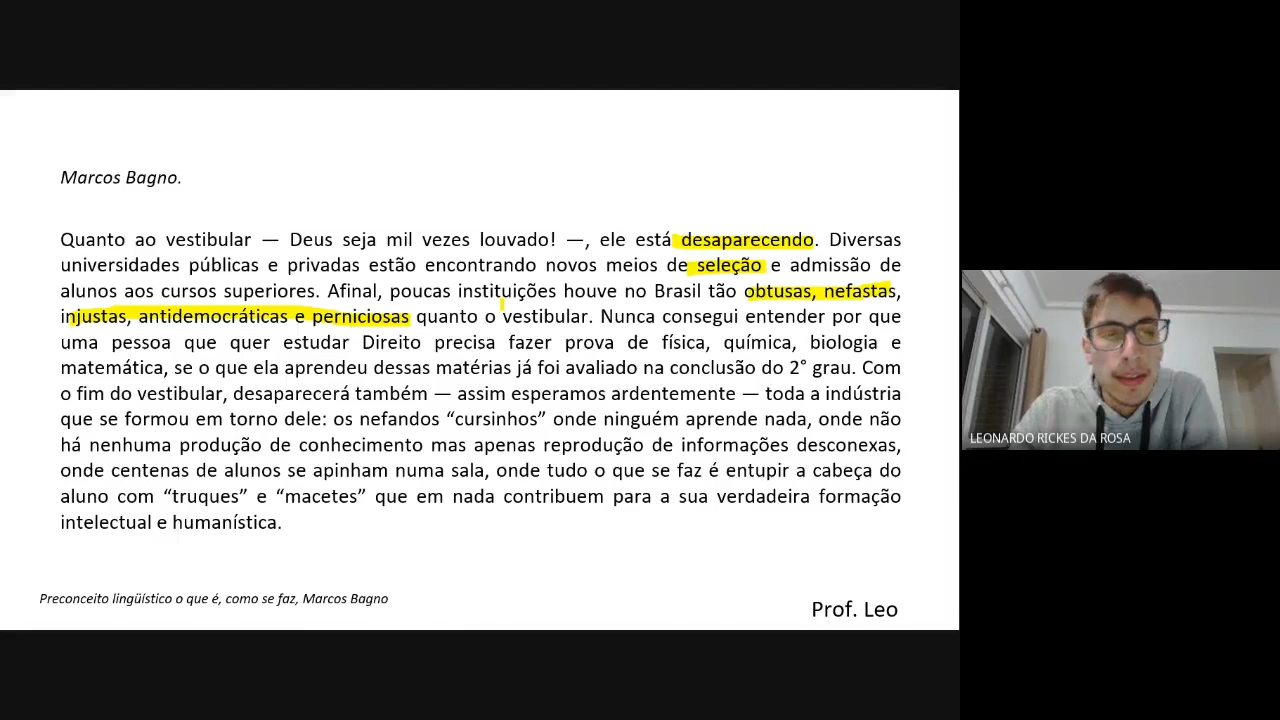 Marcos Bagno.
Quanto ao vestibular — Deus seja mil vezes louvado! —, ele está desaparecendo. Diversas
universidades públicas e privadas estão encontrando novos meios de seleção e admissão de
alunos aos cursos superiores. Afinal, poucas instituições houve no Brasil tão obtusas, nefastas,
injustas, antidemocráticas e perniciosas quanto o vestibular. Nunca consegui entender por que
uma pessoa que quer estudar Direito precisa fazer prova de física, química, biologia e
matemática, se o que ela aprendeu dessas matérias já foi avaliado na conclusão do 2° grau. Com
o fim do vestibular, desaparecerá também — assim esperamos ardentemente — toda a indústria
que se formou em torno dele: os nefandos “cursinhos” onde ninguém aprende nada, onde não
há nenhuma produção de conhecimento mas apenas reprodução de informações desconexas,
onde centenas de alunos se apinham numa sala, onde tudo o que se faz é entupir a cabeça do
aluno com “truques” e “macetes” que em nada contribuem para a sua verdadeira formação
intelectual e humanística.
Preconceito lingüístico o que é, como se faz, Marcos Bagno
Prof. Leo
LEONARDO RICKES DA ROSA